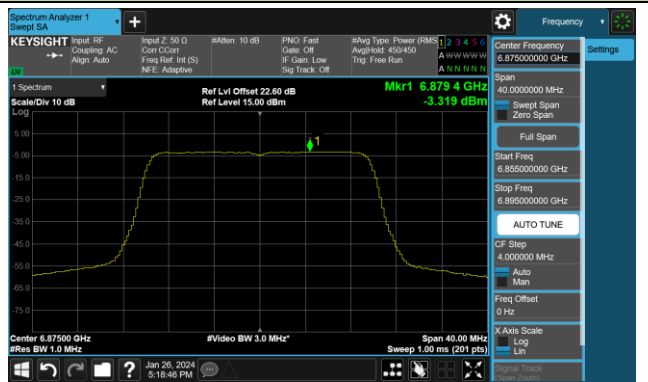 Spectrum Analyzer 1
Swept SA
Frequency
KEYSIGHT
Input: RF
Coupling: AC
Align: Auto
Input Z: 50 Ω
Corr CCorr
Freq Ref: Int (S)
NFE: Adaptive
#Atten: 10 dB
PNO: Fast
Gate: Off
IF Gain: Low
Sig Track: Off
#Avg Type: Power (RMS)
Avg|Hold: 450/450
Trig: Free Run
1 2 3 4 5 6
A W W W W W
A N N N N N
Center Frequency
6.875000000 GHz
Settings
Span
40.0000000 MHz
Swept Span
Zero Span
Full Span
Start Freq
6.855000000 GHz
Stop Freq
6.895000000 GHz
AUTO TUNE
CF Step
4.000000 MHz
Auto
Man
Freq Offset
0 Hz
X Axis Scale
Log
Lin
Signal Track
(Span Zoom)
1 Spectrum
Scale/Div 10 dB
Ref Lvl Offset 22.60 dB
Ref Level 15.00 dBm
Mkr1 6.879 4 GHz
-3.319 dBm
Log
5.00
-5.00
-15.0
-25.0
-35.0
-45.0
-55.0
-65.0
-75.0
1
Center 6.87500 GHz
#Res BW 1.0 MHz
#Video BW 3.0 MHz*
Span 40.00 MHz
Sweep 1.00 ms (201 pts)
Jan 26, 2024
5:18:46 PM